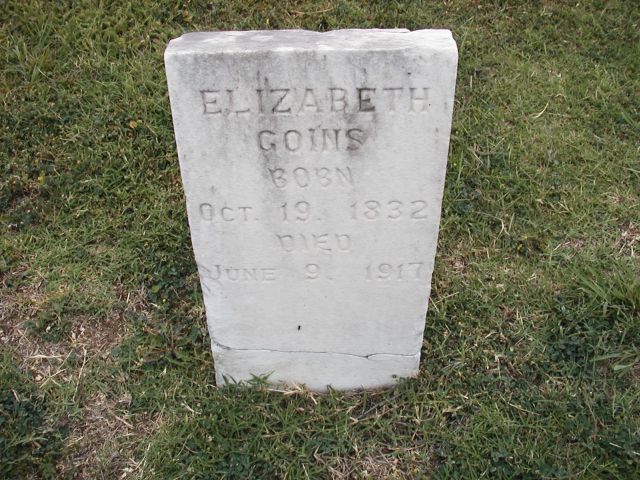 ELIZABETH
GOINS
BORN
OCT. 19. 1832
DIED
JUNE 9. 1917